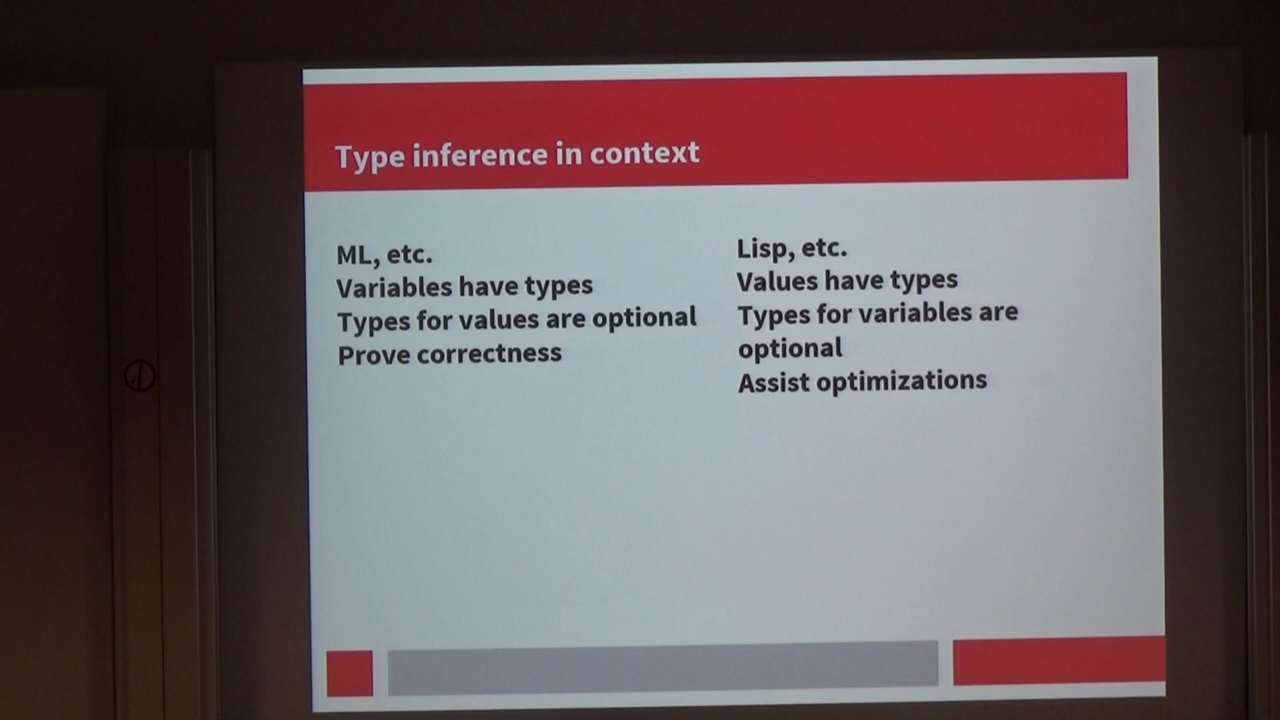 Type inference in context
ML, etc.
Variables have types
Types for values are optional
Prove correctness
Lisp, etc.
Values have types
Types for variables are
optional
Assist optimizations